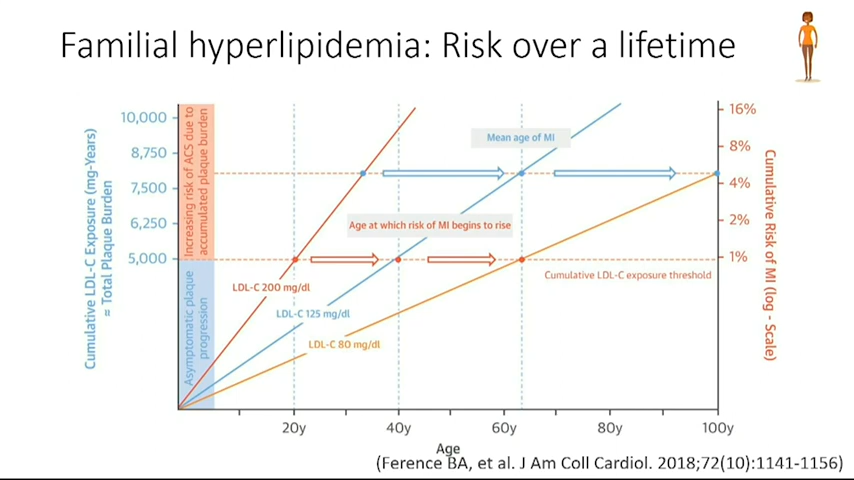 Familial hyperlipidemia: Risk over a lifetime
Cumulative LDL-C Exposure (mg-Years)
= Total Plaque Burden
10,000
8,750
7,500
6,250
5,000
Increasing risk of ACS due to
accumulated plaque burden
Asymptomatic plaque
progression
Mean age of MI
Age at which risk of MI begins to rise
Cumulative LDL-C exposure threshold
LDL-C 200 mg/dl
LDL-C 125 mg/dl
LDL-C 80 mg/dl
16%
8%
4%
2%
1%
Cumulative Risk of MI (log - Scale)
20y
40y
60y
80y
100y
Age
(Ference BA, et al. J Am Coll Cardiol. 2018;72(10):1141-1156)